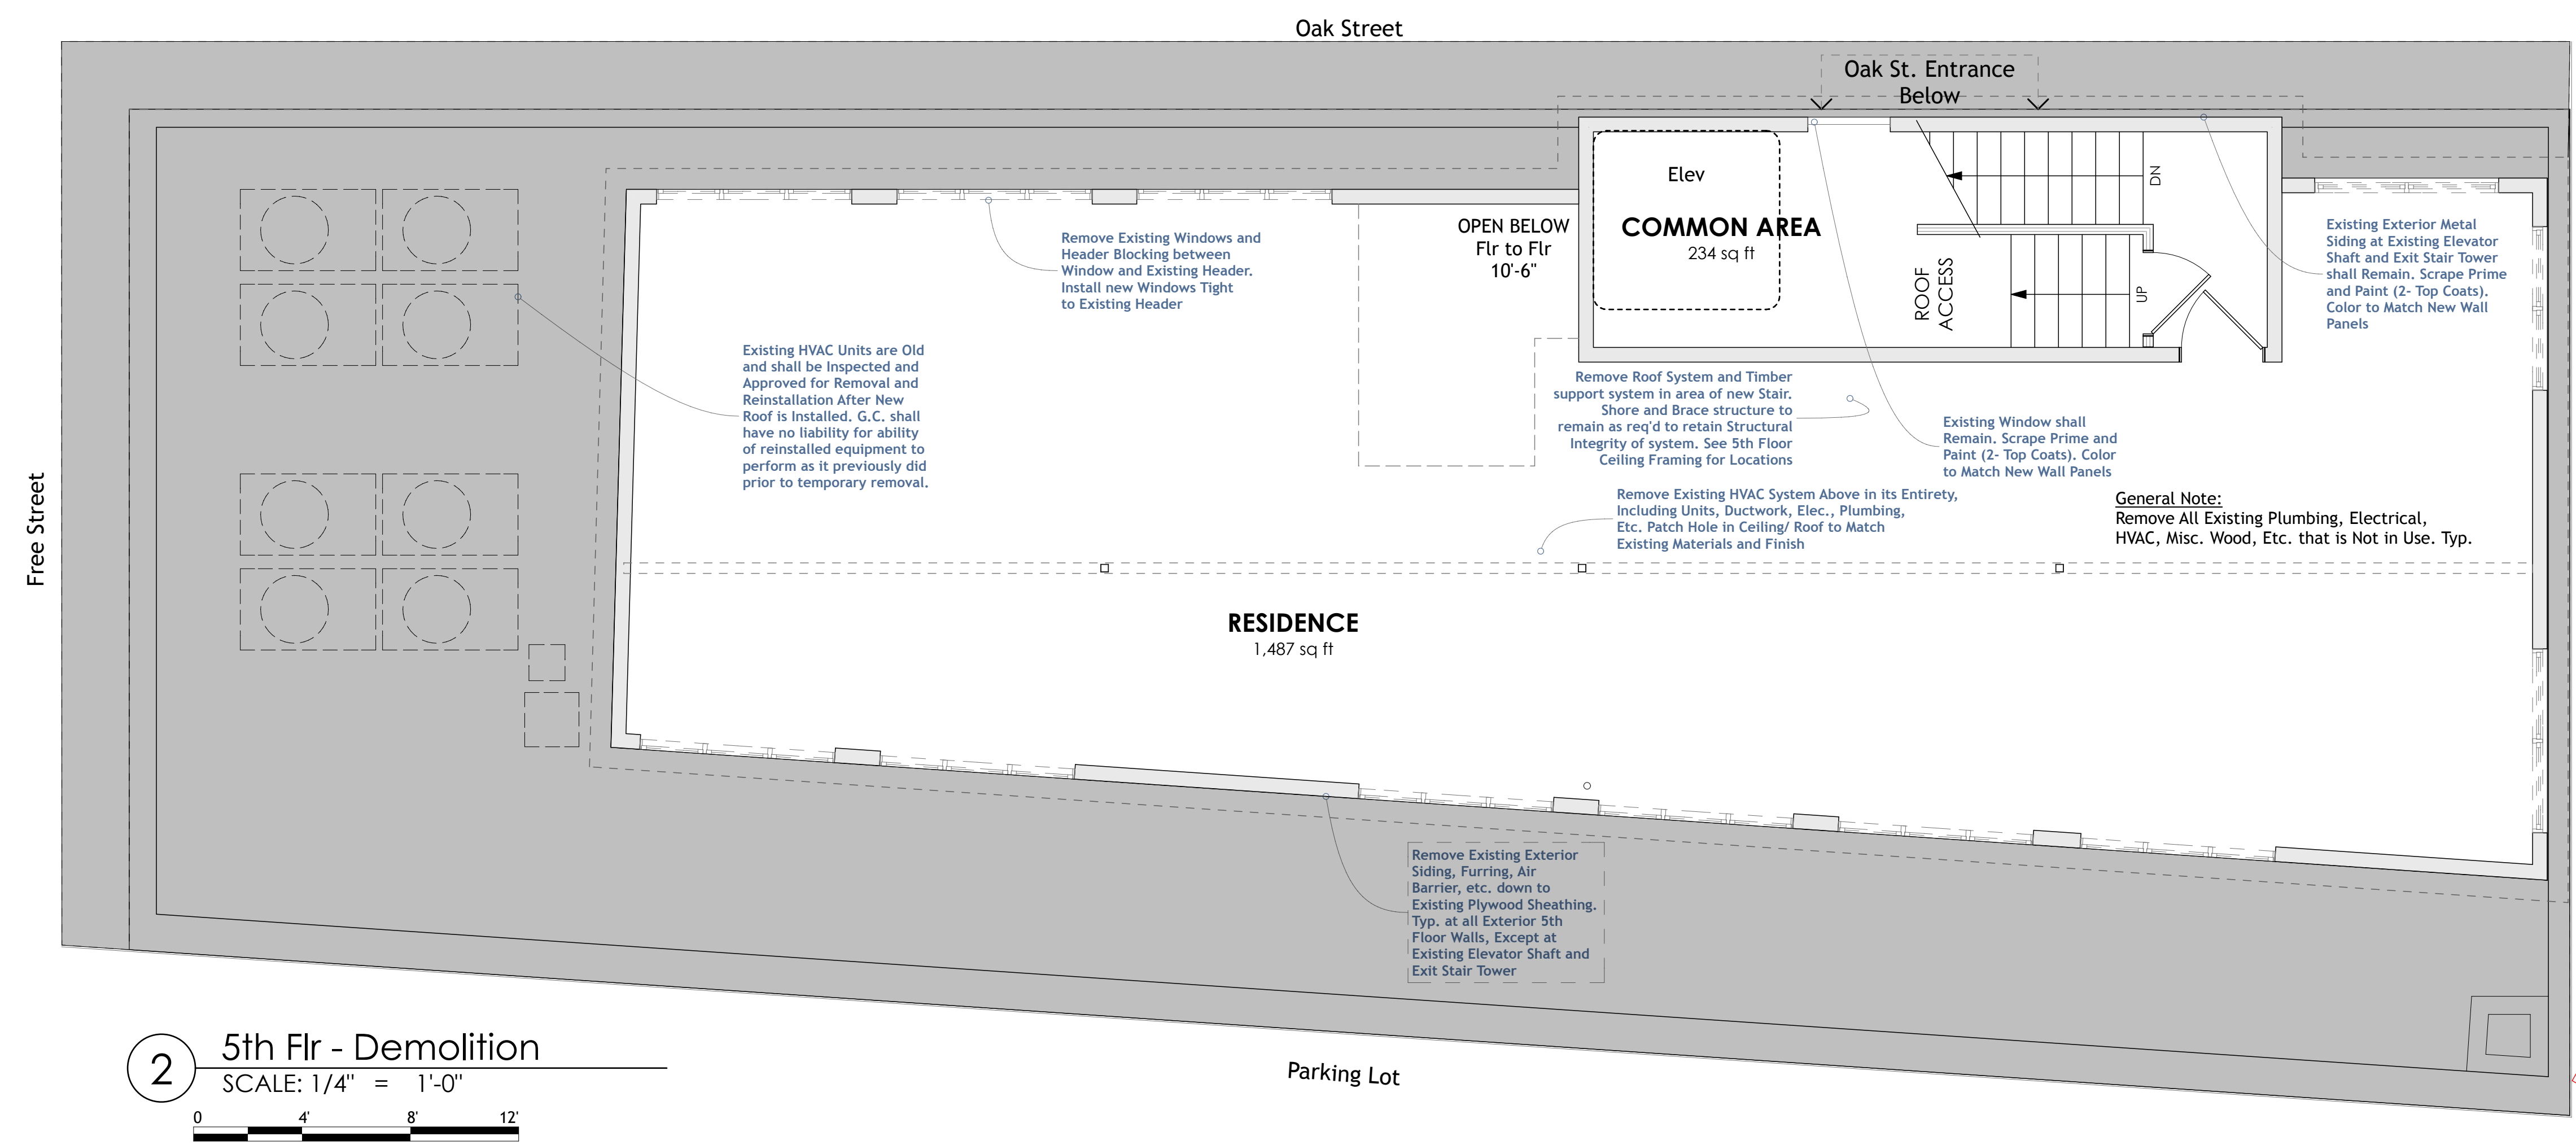 Oak Street
Oak St. Entrance
Below
Elev
COMMON AREA
234 sq ft
DN
UP
ROOF
ACCESS
OPEN BELOW
Flr to Flr
10'-6"
Remove Existing Windows and
Header Blocking between
Window and Existing Header.
Install new Windows Tight
to Existing Header
Existing Exterior Metal
Siding at Existing Elevator
Shaft and Exit Stair Tower
shall Remain. Scrape Prime
and Paint (2- Top Coats).
Color to Match New Wall
Panels
Existing HVAC Units are Old
and shall be Inspected and
Approved for Removal and
Reinstallation After New
Roof is Installed. G.C. shall
have no liability for ability
of reinstalled equipment to
perform as it previously did
prior to temporary removal.
Remove Roof System and Timber
support system in area of new Stair.
Shore and Brace structure to
remain as req'd to retain Structural
Integrity of system. See 5th Floor
Ceiling Framing for Locations
Existing Window shall
Remain. Scrape Prime and
Paint (2- Top Coats). Color
to Match New Wall Panels
Remove Existing HVAC System Above in its Entirety,
Including Units, Ductwork, Elec., Plumbing,
Etc. Patch Hole in Ceiling/ Roof to Match
Existing Materials and Finish
General Note:
Remove All Existing Plumbing, Electrical,
HVAC, Misc. Wood, Etc. that is Not in Use. Typ.
Free Street
RESIDENCE
1,487 sq ft
Remove Existing Exterior
Siding, Furring, Air
Barrier, etc. down to
Existing Plywood Sheathing.
Typ. at all Exterior 5th
Floor Walls, Except at
Existing Elevator Shaft and
Exit Stair Tower
Parking Lot
2
5th Flr - Demolition
SCALE: 1/4" = 1'-0"
0 4' 8' 12'